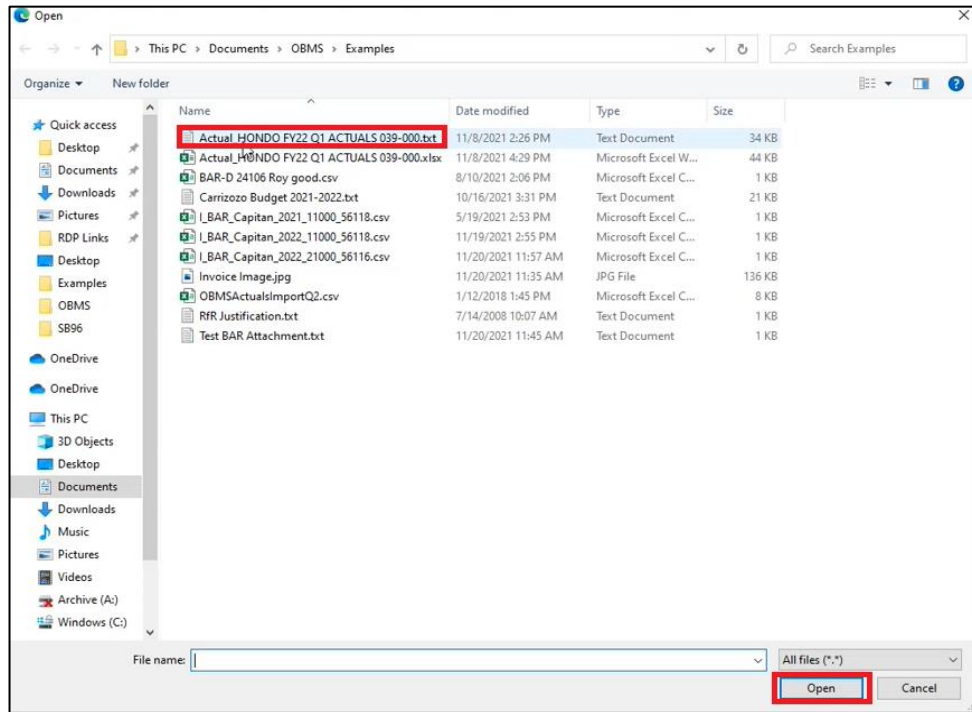 Open
This PC > Documents > OBMS > Examples
Search Examples
Organize
New folder
Name Date modified Type Size
Actual_HONDO FY22 Q1 ACTUALS 039-000.txt 11/8/2021 2:26 PM Text Document 34 KB
Actual_HONDO FY22 Q1 ACTUALS 039-000.xlsx 11/8/2021 4:29 PM Microsoft Excel W... 44 KB
BAR-D 24106 Roy good.csv 8/10/2021 2:06 PM Microsoft Excel C... 1 KB
Carrizozo Budget 2021-2022.txt 10/16/2021 3:31 PM Text Document 21 KB
I_BAR_Capitan_2021_11000_56118.csv 5/19/2021 2:53 PM Microsoft Excel C... 1 KB
I_BAR_Capitan_2022_11000_56118.csv 11/19/2021 2:55 PM Microsoft Excel C... 1 KB
I_BAR_Capitan_2022_21000_56116.csv 11/20/2021 11:57 AM Microsoft Excel C... 1 KB
Invoice Image.jpg 11/20/2021 11:35 AM JPG File 136 KB
OBMSActualsImportQ2.csv 1/12/2018 1:45 PM Microsoft Excel C... 8 KB
RfR Justification.txt 7/14/2008 10:07 AM Text Document 1 KB
Test BAR Attachment.txt 11/20/2021 11:45 AM Text Document 1 KB
Quick access
Desktop
Documents
Downloads
Pictures
RDP Links
Desktop
Examples
OBMS
SB96
OneDrive
OneDrive
This PC
3D Objects
Desktop
Documents
Downloads
Music
Pictures
Videos
Archive (A:)
Windows (C:)
File name:
All files (*.*)
Open
Cancel